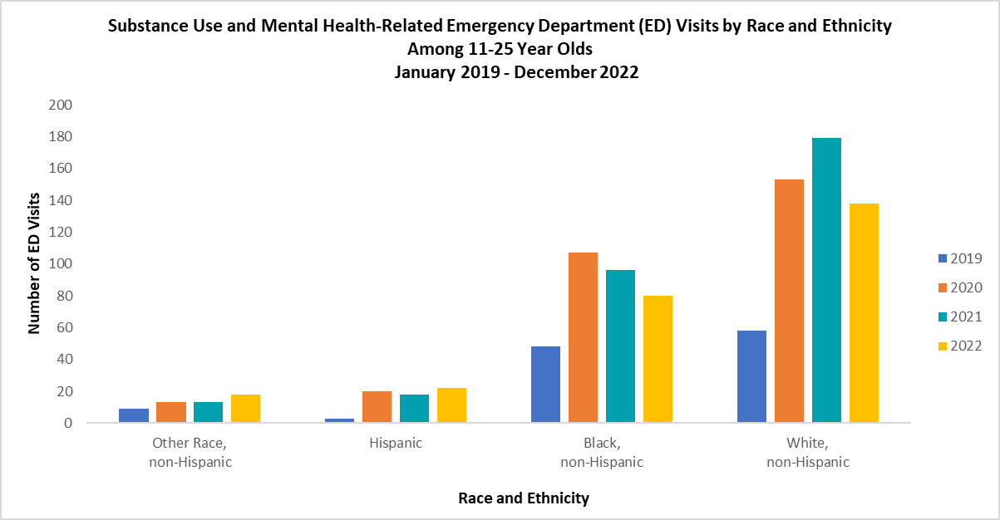 Substance Use and Mental Health-Related Emergency Department (ED) Visits by Race and Ethnicity
Among 11-25 Year Olds
January 2019 - December 2022
200
180
160
140
120
100
80
60
40
20
0
Number of ED Visits
Other Race,
non-Hispanic
Hispanic
Black,
non-Hispanic
White,
non-Hispanic
Race and Ethnicity
2019
2020
2021
2022